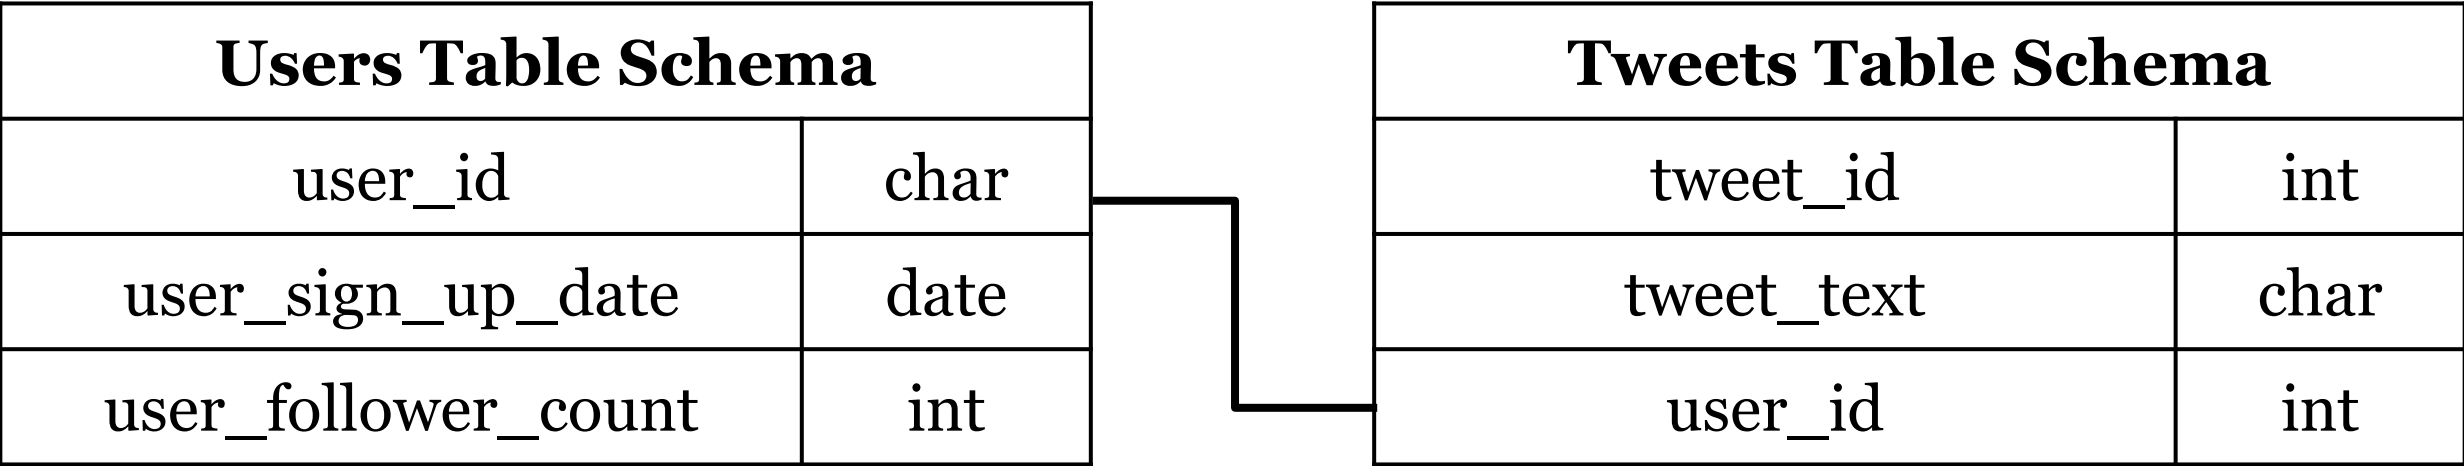 Users Table Schema
user_id char
user_sign_up_date date
user_follower_count int
Tweets Table Schema
tweet_id int
tweet_text char
user_id int